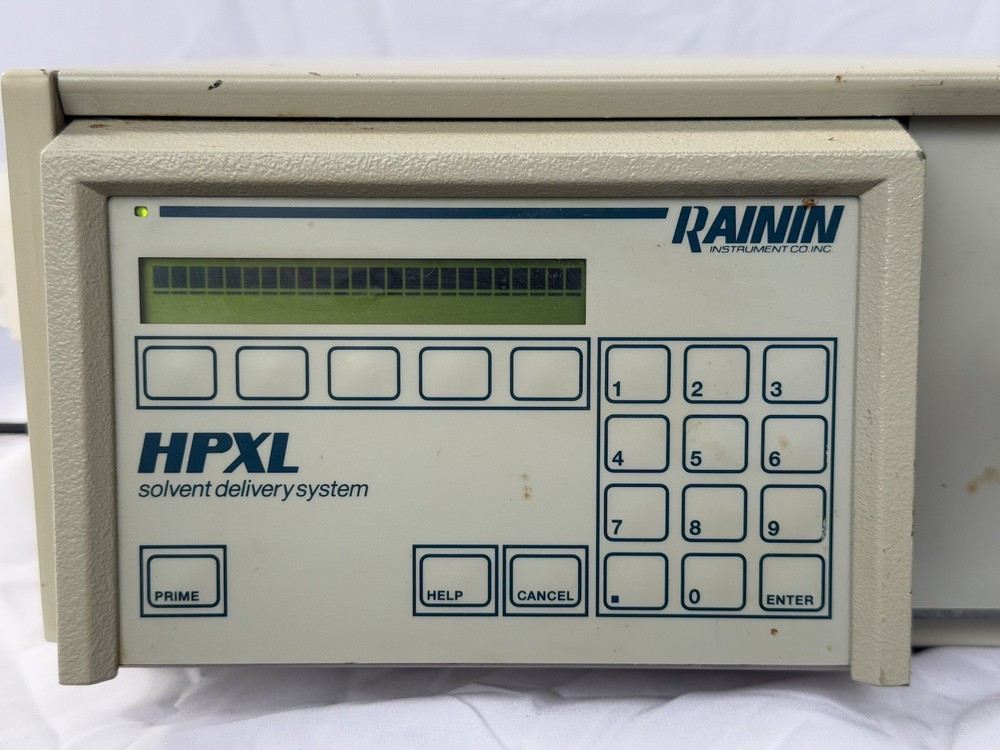 RAININ
INSTRUMENT CO. INC.
1 2 3
HPXL
4 5 6
solvent delivery system
7 8 9
PRIME
HELP
CANCEL
. 0 ENTER